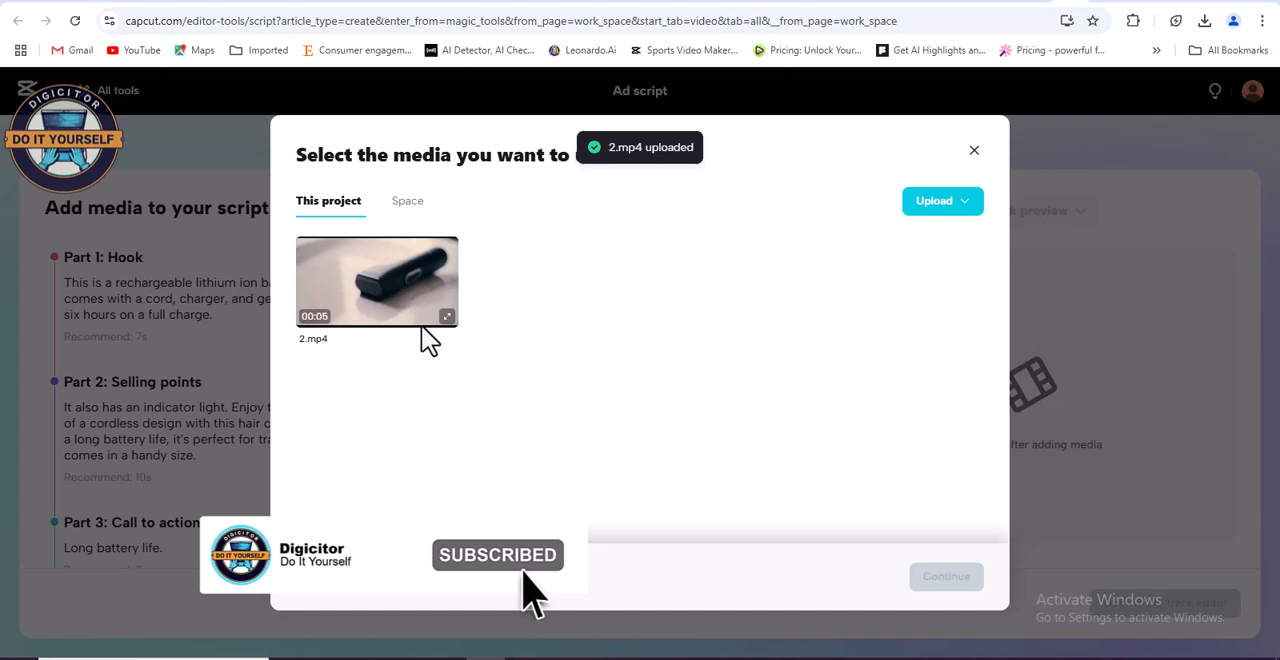 capcut.com/editor-tools/script?article_type=create&enter_from=magic_tools&from_page=work_space&start_tab=video&tab=all&__from_page=work_space
Gmail
YouTube
Maps
Imported
Consumer engagem...
AI Detector, AI Chec...
Leonardo.Ai
Sports Video Maker...
Pricing: Unlock Your...
Get AI Highlights an...
Pricing - powerful f...
All Bookmarks
All tools
Ad script
DIGICITOR
DO IT YOURSELF
Select the media you want to
2.mp4 uploaded
This project
Space
Upload
Add media to your script
preview
Part 1: Hook
This is a rechargeable lithium ion
comes with a cord, charger, and
six hours on a full charge.
Recommend: 7s
00:05
2.mp4
Part 2: Selling points
It also has an indicator light. Enjoy
of a cordless design with this hair
a long battery life, it's perfect for
comes in a handy size.
Recommend: 10s
after adding media
Part 3: Call to action
Long battery life.
DO IT YOURSELF
Digicitor
Do It Yourself
SUBSCRIBED
Continue
Activate Windows
Go to Settings to activate Windows.